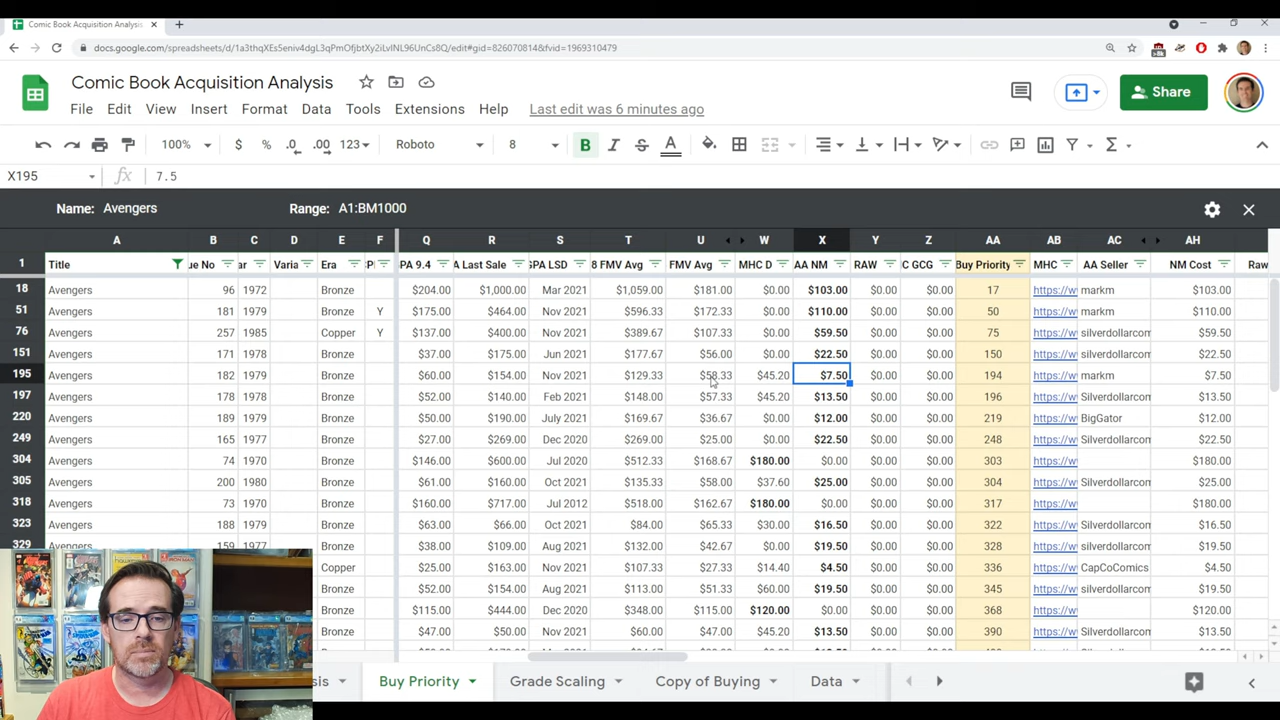 Comic Book Acquisition Analysis
docs.google.com/spreadsheets/d/1a3thqXEs5eniv4dgL3qPmOfjbtXy2iLvINL96UnCs8Q/edit#gid=826070814&fvid=1969310479
Comic Book Acquisition Analysis
File Edit View Insert Format Data Tools Extensions Help Last edit was 6 minutes ago
Share
100% $ % .0 .00 123 Roboto 8 B I S A
X195 fx 7.5
Name: Avengers Range: A1:BM1000
A B C D E F Q R S T U W X Y Z AA AB AC AH
1 Title ue No ar Varia Era PA 9.4 A Last Sale GPA LSD 8 FMV Avg FMV Avg MHC D AA NM RAW C GCG Buy Priority MHC AA Seller NM Cost Raw
18 Avengers 96 1972 Bronze $204.00 $1,000.00 Mar 2021 $1,059.00 $181.00 $0.00 $103.00 $0.00 $0.00 17 https://w markm $103.00
51 Avengers 181 1979 Bronze Y $175.00 $464.00 Nov 2021 $596.33 $172.33 $0.00 $110.00 $0.00 $0.00 50 https://w markm $110.00
76 Avengers 257 1985 Copper Y $137.00 $400.00 Nov 2021 $389.67 $107.33 $0.00 $59.50 $0.00 $0.00 75 https://w silverdollarcom $59.50
151 Avengers 171 1978 Bronze $37.00 $175.00 Jun 2021 $177.67 $56.00 $0.00 $22.50 $0.00 $0.00 150 https://w silverdollarcom $22.50
195 Avengers 182 1979 Bronze $60.00 $154.00 Nov 2021 $129.33 $58.33 $45.20 $7.50 $0.00 $0.00 194 https://w markm $7.50
197 Avengers 178 1978 Bronze $52.00 $140.00 Feb 2021 $148.00 $57.33 $45.20 $13.50 $0.00 $0.00 196 https://w Silverdollarcom $13.50
220 Avengers 189 1979 Bronze $50.00 $190.00 July 2021 $169.67 $36.67 $0.00 $12.00 $0.00 $0.00 219 https://w BigGator $12.00
249 Avengers 165 1977 Bronze $27.00 $269.00 Dec 2020 $269.00 $25.00 $0.00 $22.50 $0.00 $0.00 248 https://w Silverdollarcom $22.50
304 Avengers 74 1970 Bronze $146.00 $600.00 Jul 2020 $512.33 $168.67 $180.00 $0.00 $0.00 $0.00 303 https://w $180.00
305 Avengers 200 1980 Bronze $61.00 $160.00 Oct 2021 $135.33 $58.00 $37.60 $25.00 $0.00 $0.00 304 https://w Silverdollarcom $25.00
318 Avengers 73 1970 Bronze $160.00 $717.00 Jul 2012 $518.00 $162.67 $180.00 $0.00 $0.00 $0.00 317 https://w $180.00
323 Avengers 188 1979 Bronze $63.00 $66.00 Oct 2021 $84.00 $65.33 $30.00 $16.50 $0.00 $0.00 322 https://w Silverdollarcom $16.50
329 Avengers 159 1977 Bronze $38.00 $109.00 Aug 2021 $132.00 $42.67 $0.00 $19.50 $0.00 $0.00 328 https://w silverdollarcom $19.50
Copper $25.00 $163.00 Nov 2021 $107.33 $27.33 $14.40 $4.50 $0.00 $0.00 336 https://w CapCoComics $4.50
Bronze $52.00 $154.00 Aug 2021 $113.00 $51.33 $60.00 $19.50 $0.00 $0.00 345 https://w silverdollarcom $19.50
Bronze $115.00 $444.00 Dec 2020 $348.00 $115.00 $120.00 $0.00 $0.00 $0.00 368 https://w $120.00
Bronze $47.00 $50.00 Nov 2021 $60.00 $47.00 $45.20 $13.50 $0.00 $0.00 390 https://w Silverdollarcom $13.50
sis Buy Priority Grade Scaling Copy of Buying Data